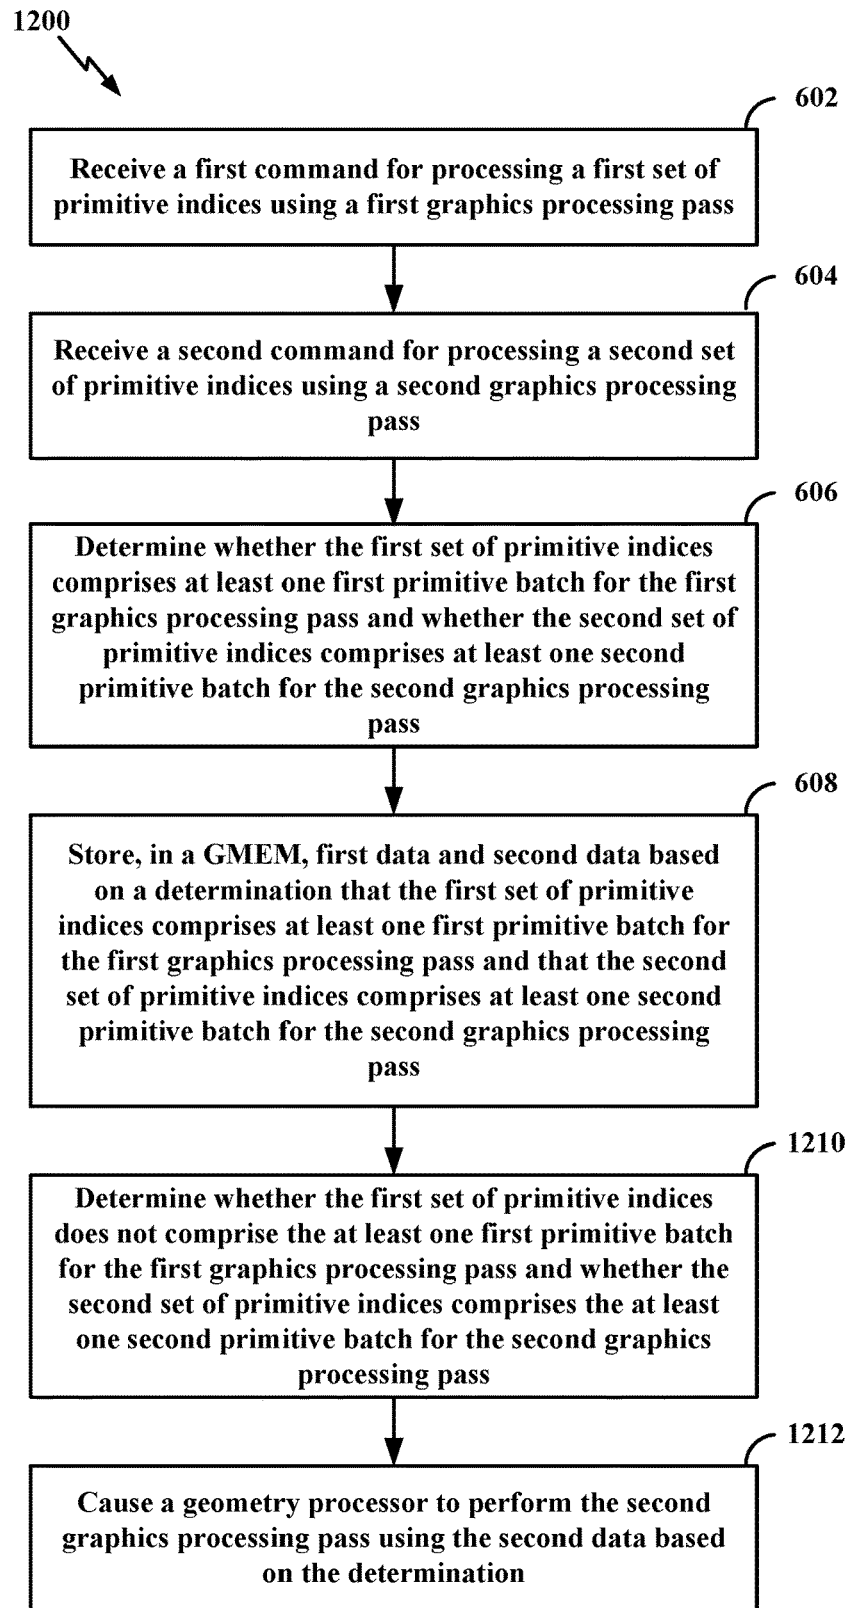 1200
602
Receive a first command for processing a first set of
primitive indices using a first graphics processing pass
604
Receive a second command for processing a second set
of primitive indices using a second graphics processing
pass
606
Determine whether the first set of primitive indices
comprises at least one first primitive batch for the first
graphics processing pass and whether the second set of
primitive indices comprises at least one second
primitive batch for the second graphics processing
pass
608
Store, in a GMEM, first data and second data based
on a determination that the first set of primitive
indices comprises at least one first primitive batch for
the first graphics processing pass and that the second
set of primitive indices comprises at least one second
primitive batch for the second graphics processing
pass
1210
Determine whether the first set of primitive indices
does not comprise the at least one first primitive batch
for the first graphics processing pass and whether the
second set of primitive indices comprises the at least
one second primitive batch for the second graphics
processing pass
1212
Cause a geometry processor to perform the second
graphics processing pass using the second data based
on the determination